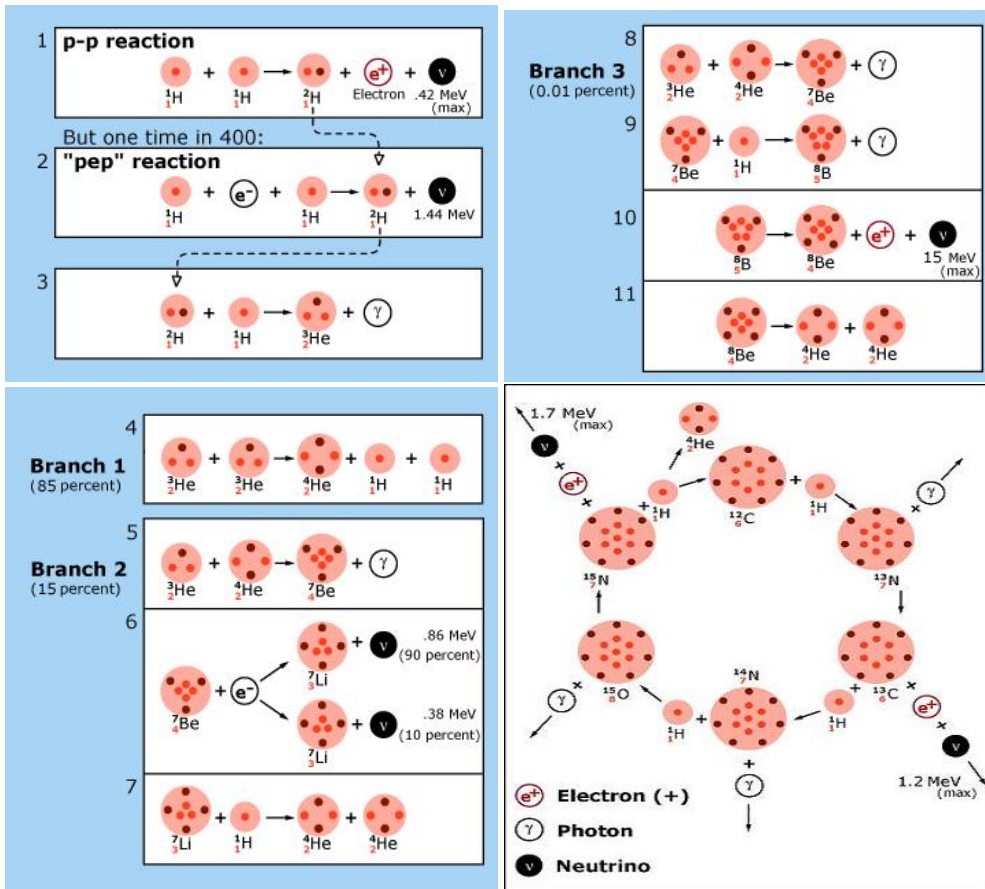 1
p-p reaction
+ + e+ + ν
¹₁H ¹₁H ²₁H Electron .42 MeV
(max)
But one time in 400:
2
"pep" reaction
+ e− + + ν
¹₁H ¹₁H ²₁H 1.44 MeV
3
+ + γ
²₁H ¹₁H ³₂He
8
Branch 3
(0.01 percent)
+ + γ
³₂He ⁴₂He ⁷₄Be
9
+ + γ
⁷₄Be ¹₁H ⁸₅B
10
+ e+ + ν
⁸₅B ⁸₄Be 15 MeV
(max)
11
+
⁸₄Be ⁴₂He ⁴₂He
4
Branch 1
(85 percent)
+ + +
³₂He ³₂He ⁴₂He ¹₁H ¹₁H
5
Branch 2
(15 percent)
+ + γ
³₂He ⁴₂He ⁷₄Be
6
+ ν .86 MeV
(90 percent)
⁷₃Li
⁷₄Be + e−
+ ν .38 MeV
(10 percent)
⁷₃Li
7
+ +
⁷₃Li ¹₁H ⁴₂He ⁴₂He
1.7 MeV
(max)
ν + e+ +
⁴₂He
+ ¹₁H
¹²₆C
+ ¹₁H
+ γ
¹⁵₇N
¹³₇N
¹⁵₈O
+ γ
¹⁴₇N
+ ¹₁H
+ ¹₁H
¹³₆C
+ e+ + ν
1.2 MeV
(max)
+
γ
e+ Electron (+)
γ Photon
ν Neutrino